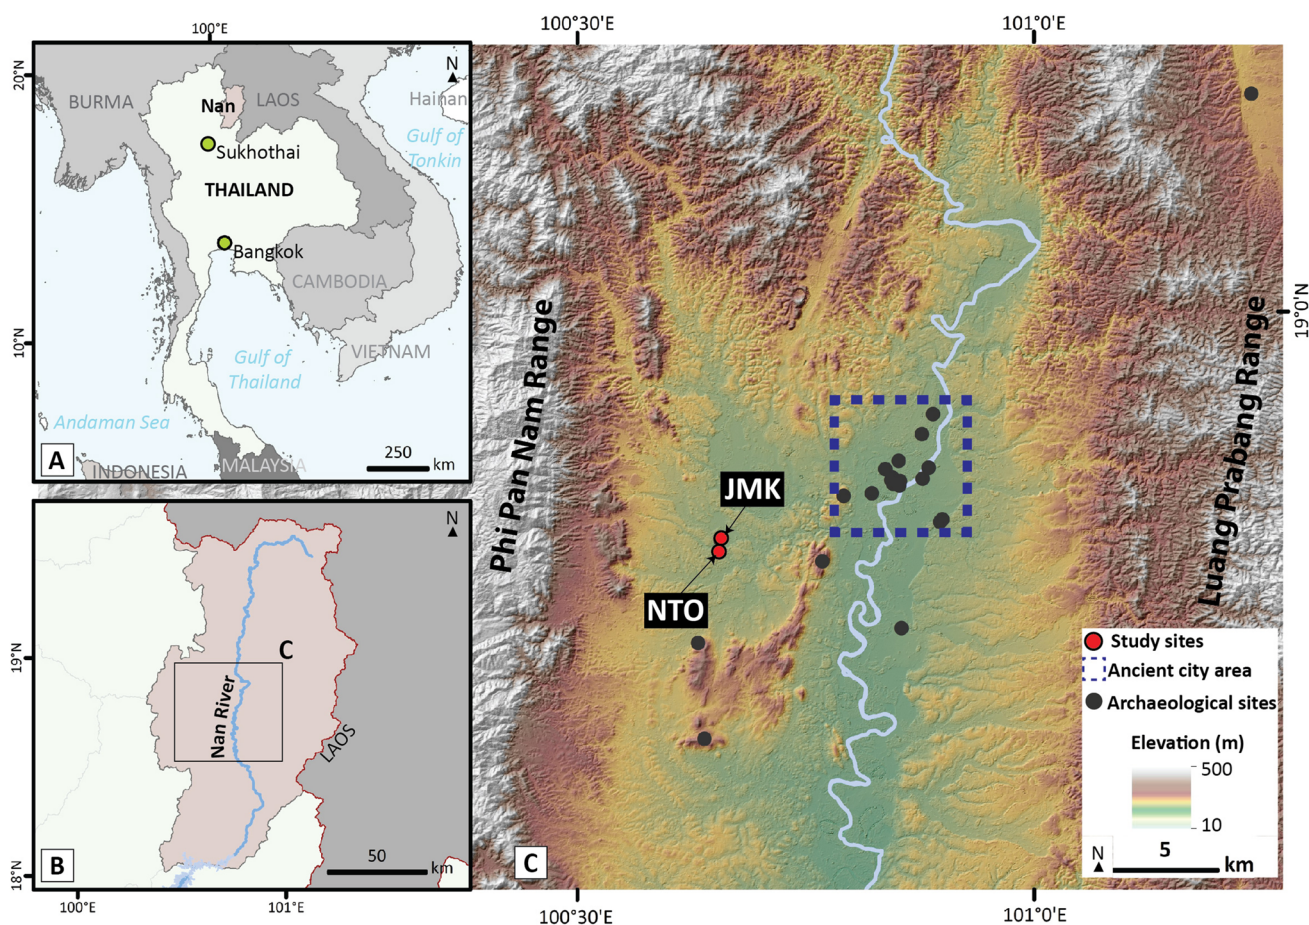 100°E
20°N
10°N
BURMA
Nan
LAOS
N
Hainan
Gulf of
Tonkin
Sukhothai
THAILAND
Bangkok
CAMBODIA
VIETNAM
Gulf of
Thailand
Andaman Sea
A
INDONESIA
MALAYSIA
250
km
N
C
Nan River
LAOS
19°N
18°N
B
50
km
100°E
101°E
100°30'E
101°0'E
19°0'N
Phi Pan Nam Range
Luang Prabang Range
JMK
NTO
C
Study sites
Ancient city area
Archaeological sites
Elevation (m)
500
10
N
5
km
100°30'E
101°0'E